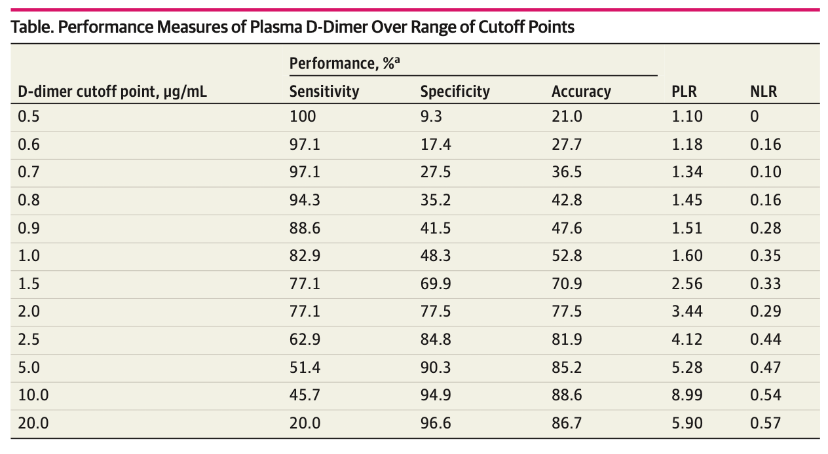 Table. Performance Measures of Plasma D-Dimer Over Range of Cutoff Points
Performance, %a
D-dimer cutoff point, μg/mL Sensitivity Specificity Accuracy PLR NLR
0.5 100 9.3 21.0 1.10 0
0.6 97.1 17.4 27.7 1.18 0.16
0.7 97.1 27.5 36.5 1.34 0.10
0.8 94.3 35.2 42.8 1.45 0.16
0.9 88.6 41.5 47.6 1.51 0.28
1.0 82.9 48.3 52.8 1.60 0.35
1.5 77.1 69.9 70.9 2.56 0.33
2.0 77.1 77.5 77.5 3.44 0.29
2.5 62.9 84.8 81.9 4.12 0.44
5.0 51.4 90.3 85.2 5.28 0.47
10.0 45.7 94.9 88.6 8.99 0.54
20.0 20.0 96.6 86.7 5.90 0.57